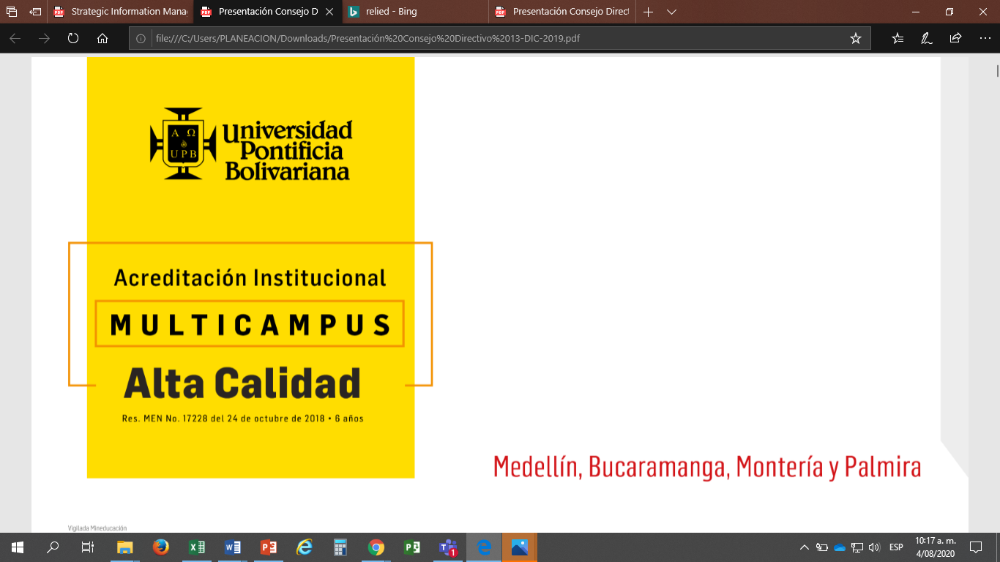 Strategic Information Mana
Presentación Consejo D
relied - Bing
Presentación Consejo Direct
file:///C:/Users/PLANEACION/Downloads/Presentación%20Consejo%20Directivo%2013-DIC-2019.pdf
Α Ω
UPB
Universidad
Pontificia
Bolivariana
Acreditación Institucional
MULTICAMPUS
Alta Calidad
Res. MEN No. 17228 del 24 de octubre de 2018 • 6 años
Medellín, Bucaramanga, Montería y Palmira
Vigilada Mineducación
ESP
10:17 a. m.
4/08/2020